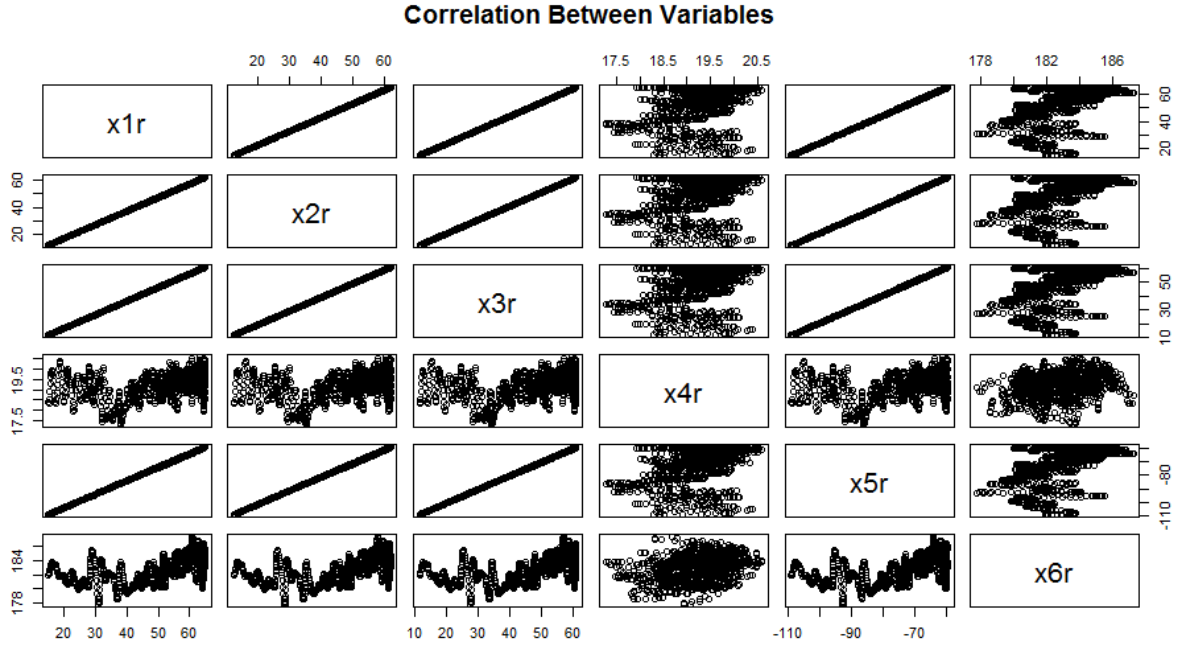 Correlation Between Variables
20 30 40 50 60
17.5 18.5 19.5 20.5
178 182 186
x1r
20 40 60
20 40 60
x2r
x3r
10 30 50
17.5 19.5
x4r
x5r
-110 -90
178 184
x6r
20 30 40 50 60
10 20 30 40 50 60
-110 -90 -70